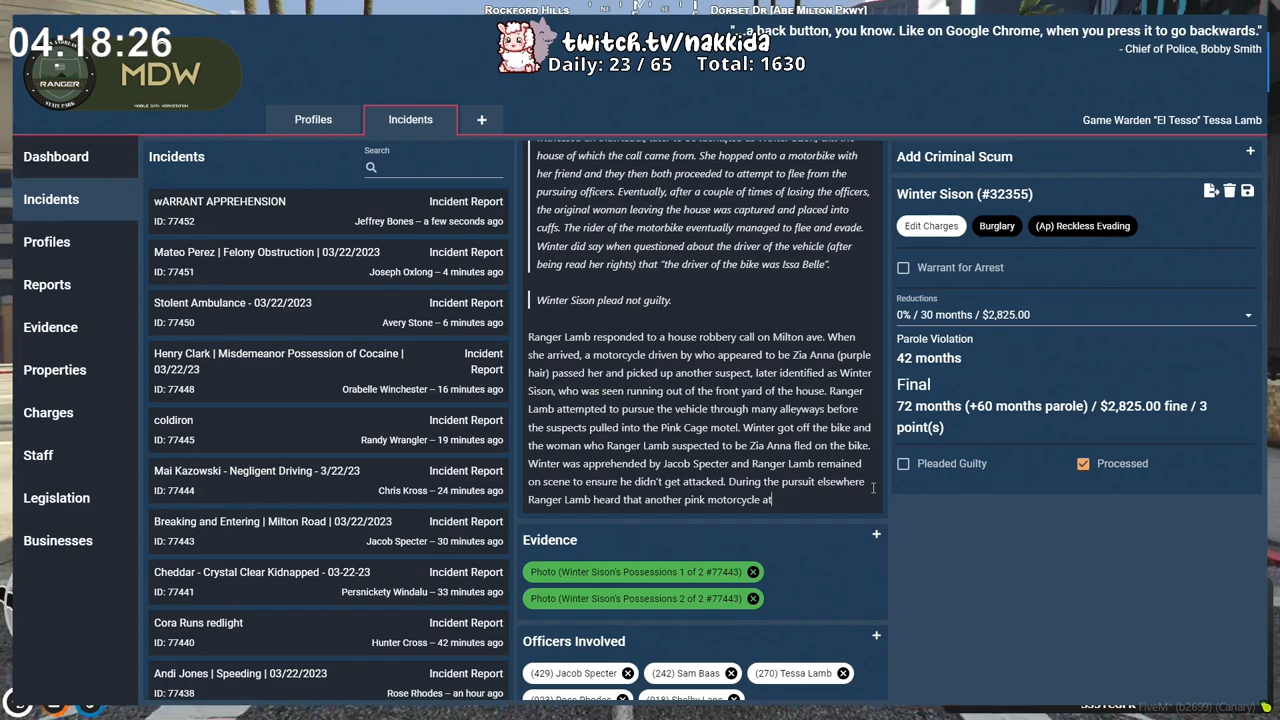 ROCKFORD HILLS
NE
SE
DORSET DR [ABE MILTON PKWY]
04:18:26
twitch.tv/nakkida
Daily: 23 / 65 Total: 1630
"...a back button, you know. Like on Google Chrome, when you press it to go backwards."
- Chief of Police, Bobby Smith
RANGER
STATE PARK
MDW
MOBILE DATA WORKSTATION
Profiles
Incidents
+
Game Warden "El Tesso" Tessa Lamb
Dashboard
Incidents
Profiles
Reports
Evidence
Properties
Charges
Staff
Legislation
Businesses
Incidents
Search
wARRANT APPREHENSION
Incident Report
ID: 77452
Jeffrey Bones – a few seconds ago
Mateo Perez | Felony Obstruction | 03/22/2023
Incident Report
ID: 77451
Joseph Oxlong – 4 minutes ago
Stolent Ambulance - 03/22/2023
Incident Report
ID: 77450
Avery Stone – 6 minutes ago
Henry Clark | Misdemeanor Possession of Cocaine |
03/22/23
Incident
Report
ID: 77448
Orabelle Winchester – 16 minutes ago
coldiron
Incident Report
ID: 77445
Randy Wrangler – 19 minutes ago
Mai Kazowski - Negligent Driving - 3/22/23
Incident Report
ID: 77444
Chris Kross – 24 minutes ago
Breaking and Entering | Milton Road | 03/22/2023
Incident Report
ID: 77443
Jacob Specter – 30 minutes ago
Cheddar - Crystal Clear Kidnapped - 03-22-23
Incident Report
ID: 77441
Persnickety Windalu – 33 minutes ago
Cora Runs redlight
Incident Report
ID: 77440
Hunter Cross – 42 minutes ago
Andi Jones | Speeding | 03/22/2023
Incident Report
ID: 77438
Rose Rhodes – an hour ago
house of which the call came from. She hopped onto a motorbike with
her friend and they then both proceeded to attempt to flee from the
pursuing officers. Eventually, after a couple of times of losing the officers,
the original woman leaving the house was captured and placed into
cuffs. The rider of the motorbike eventually managed to flee and evade.
Winter did say when questioned about the driver of the vehicle (after
being read her rights) that "the driver of the bike was Issa Belle".
Winter Sison plead not guilty.
Ranger Lamb responded to a house robbery call on Milton ave. When
she arrived, a motorcycle driven by who appeared to be Zia Anna (purple
hair) passed her and picked up another suspect, later identified as Winter
Sison, who was seen running out of the front yard of the house. Ranger
Lamb attempted to pursue the vehicle through many alleyways before
the suspects pulled into the Pink Cage motel. Winter got off the bike and
the woman who Ranger Lamb suspected to be Zia Anna fled on the bike.
Winter was apprehended by Jacob Specter and Ranger Lamb remained
on scene to ensure he didn't get attacked. During the pursuit elsewhere
Ranger Lamb heard that another pink motorcycle at
Evidence
+
Photo (Winter Sison's Possessions 1 of 2 #77443)
Photo (Winter Sison's Possessions 2 of 2 #77443)
Officers Involved
+
(429) Jacob Specter
(242) Sam Baas
(270) Tessa Lamb
Add Criminal Scum
+
Winter Sison (#32355)
Edit Charges
Burglary
(Ap) Reckless Evading
Warrant for Arrest
Reductions
0% / 30 months / $2,825.00
Parole Violation
42 months
Final
72 months (+60 months parole) / $2,825.00 fine / 3
point(s)
Pleaded Guilty
Processed
FiveM* (b2699) (Canary)